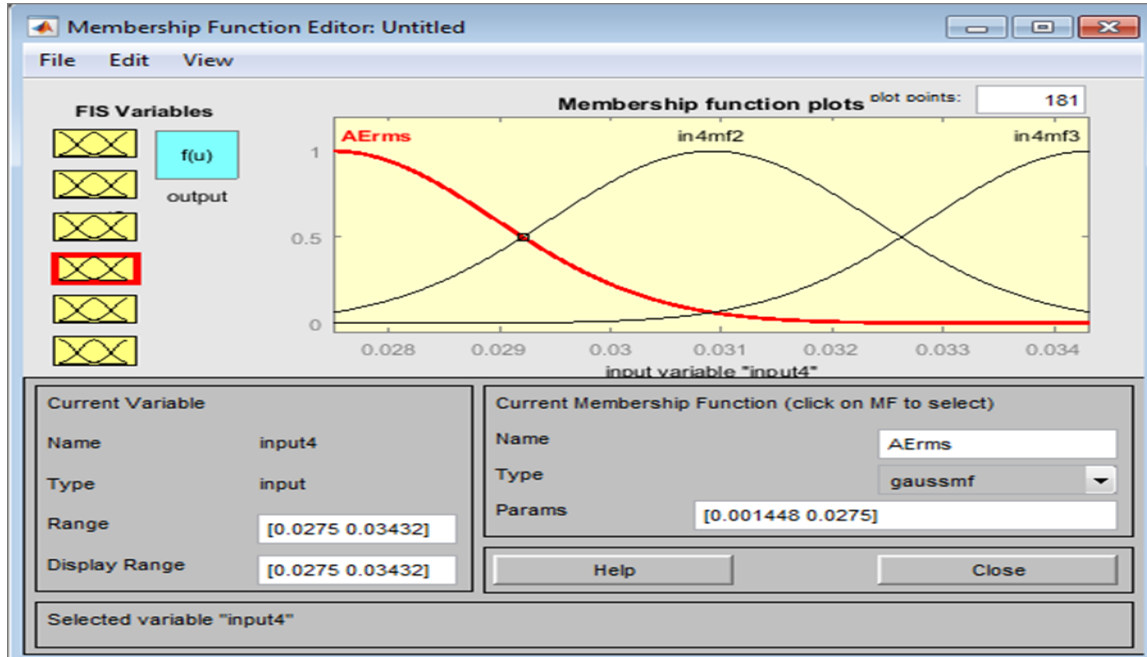 Membership Function Editor: Untitled
File Edit View
FIS Variables
f(u)
output
Membership function plots
plot points:
181
AErms
in4mf2
in4mf3
1
0.5
0
0.028 0.029 0.03 0.031 0.032 0.033 0.034
input variable "input4"
Current Variable
Name input4
Type input
Range [0.0275 0.03432]
Display Range [0.0275 0.03432]
Current Membership Function (click on MF to select)
Name AErms
Type gaussmf
Params [0.001448 0.0275]
Help
Close
Selected variable "input4"